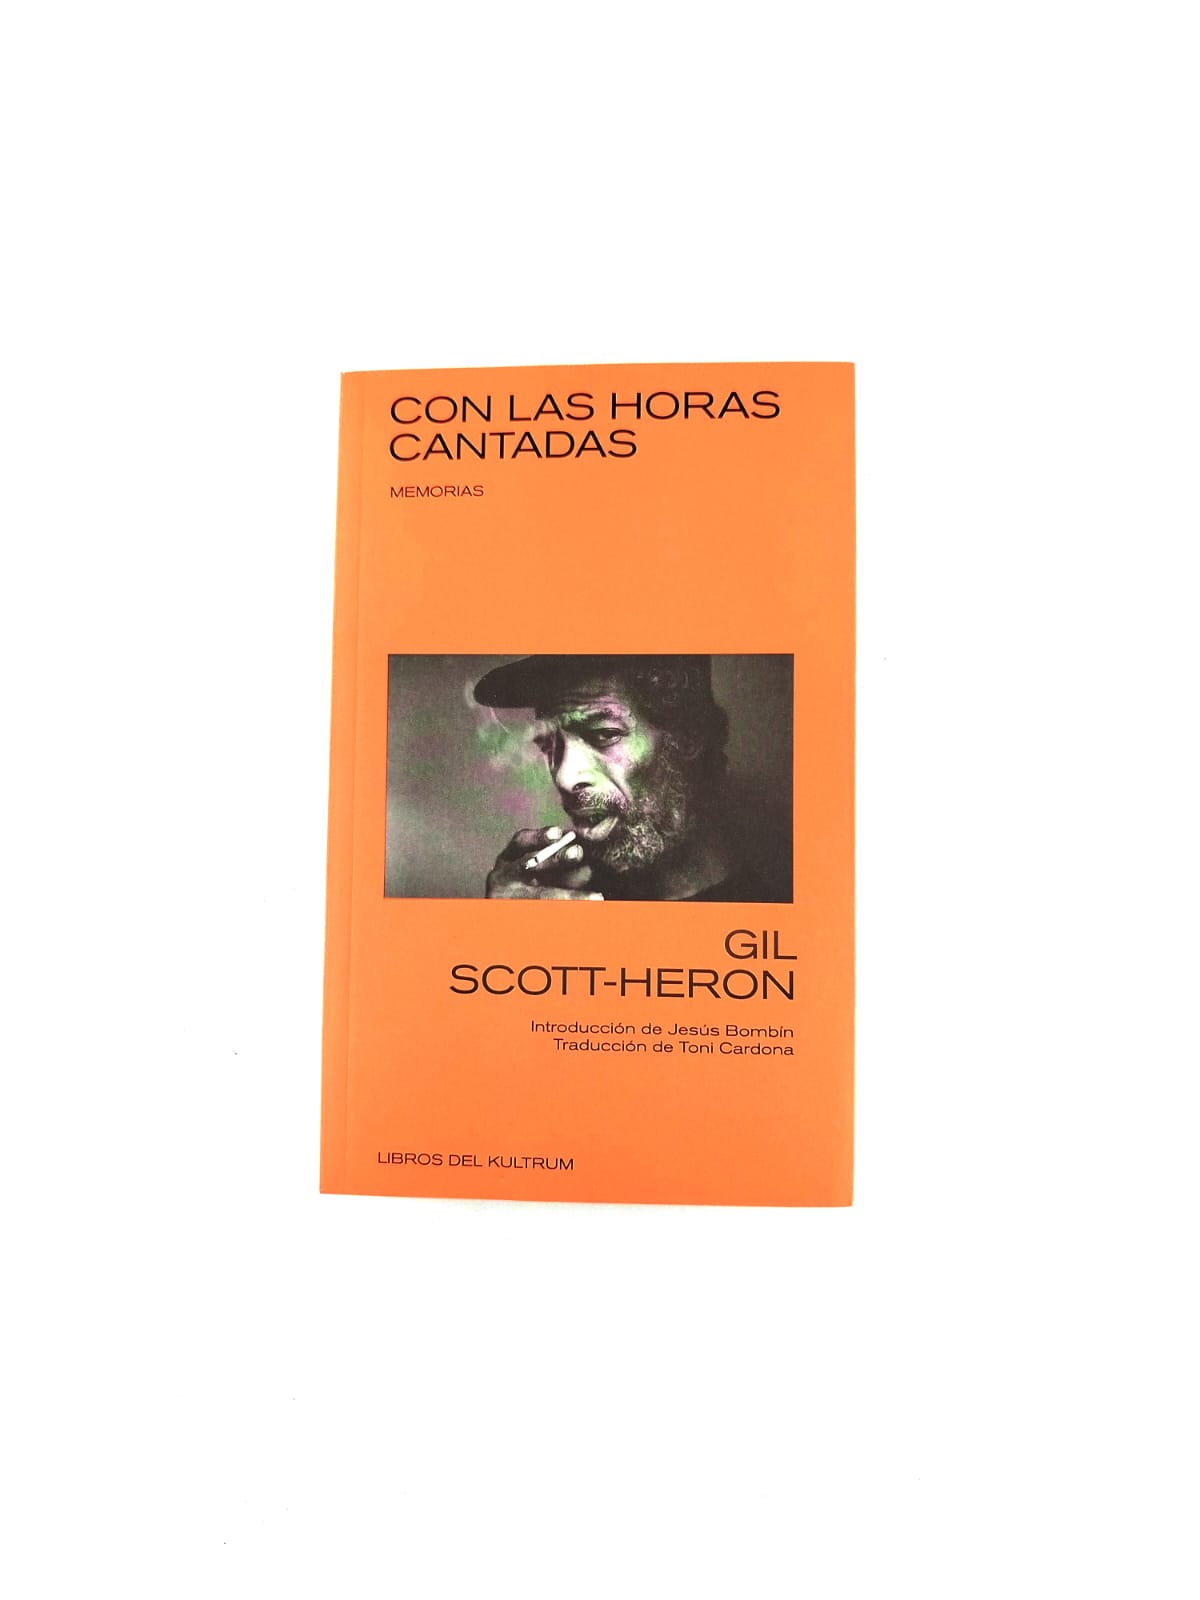 CON LAS HORAS
CANTADAS
MEMORIAS
GIL
SCOTT-HERON
Introducción de Jesús Bombín
Traducción de Toni Cardona
LIBROS DEL KULTRUM